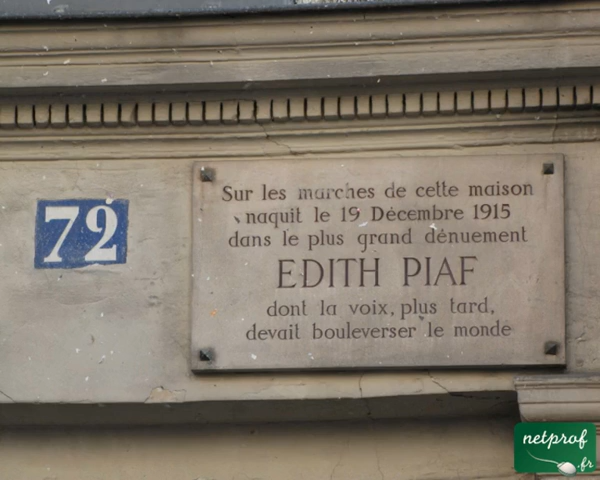 72
Sur les marches de cette maison
naquit le 19 Décembre 1915
dans le plus grand dénuement
EDITH PIAF
dont la voix, plus tard,
devait bouleverser le monde
netprof
.fr